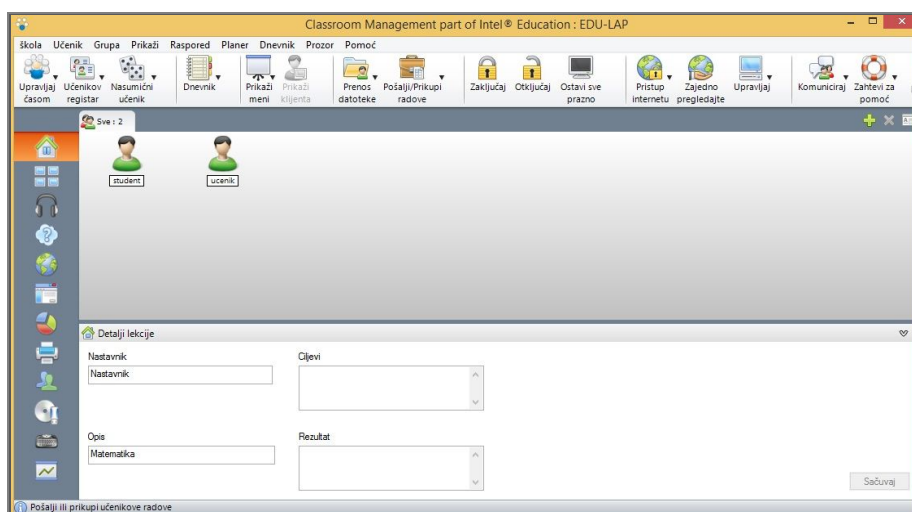 Classroom Management part of Intel® Education : EDU-LAP
škola Učenik Grupa Prikaži Raspored Planer Dnevnik Prozor Pomoć
Upravljaj časom
Učenikov registar
Nasumični učenik
Dnevnik
Prikaži meni
Prikaži klijenta
Prenos datoteke
Pošalji/Prikupi radove
Zaključaj
Otključaj
Ostavi sve prazno
Pristup internetu
Zajedno pregledajte
Upravljaj
Komuniciraj
Zahtevi za pomoć
Sve : 2
student
ucenik
Detalji lekcije
Nastavnik
Ciljevi
Nastavnik
Opis
Rezultat
Matematika
Sačuvaj
Pošalji ili prikupi učenikove radove